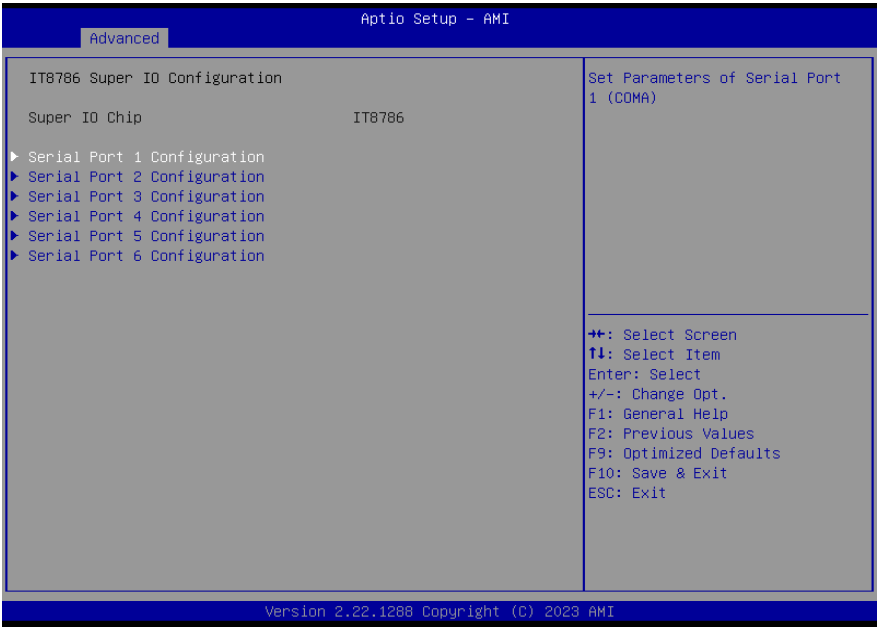 Aptio Setup – AMI
Advanced
IT8786 Super IO Configuration
Super IO Chip IT8786
▶ Serial Port 1 Configuration
▶ Serial Port 2 Configuration
▶ Serial Port 3 Configuration
▶ Serial Port 4 Configuration
▶ Serial Port 5 Configuration
▶ Serial Port 6 Configuration
Set Parameters of Serial Port
1 (COMA)
→←: Select Screen
↑↓: Select Item
Enter: Select
+/-: Change Opt.
F1: General Help
F2: Previous Values
F9: Optimized Defaults
F10: Save & Exit
ESC: Exit
Version 2.22.1288 Copyright (C) 2023 AMI